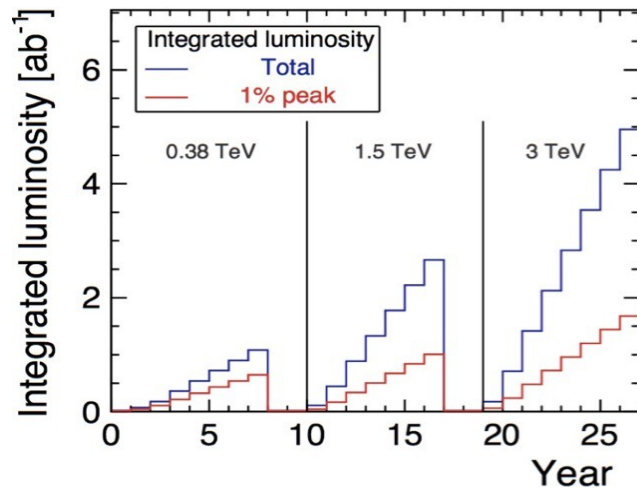 Integrated luminosity [ab⁻¹]
Integrated luminosity
Total
1% peak
0.38 TeV
1.5 TeV
3 TeV
6
4
2
0
0 5 10 15 20 25
Year